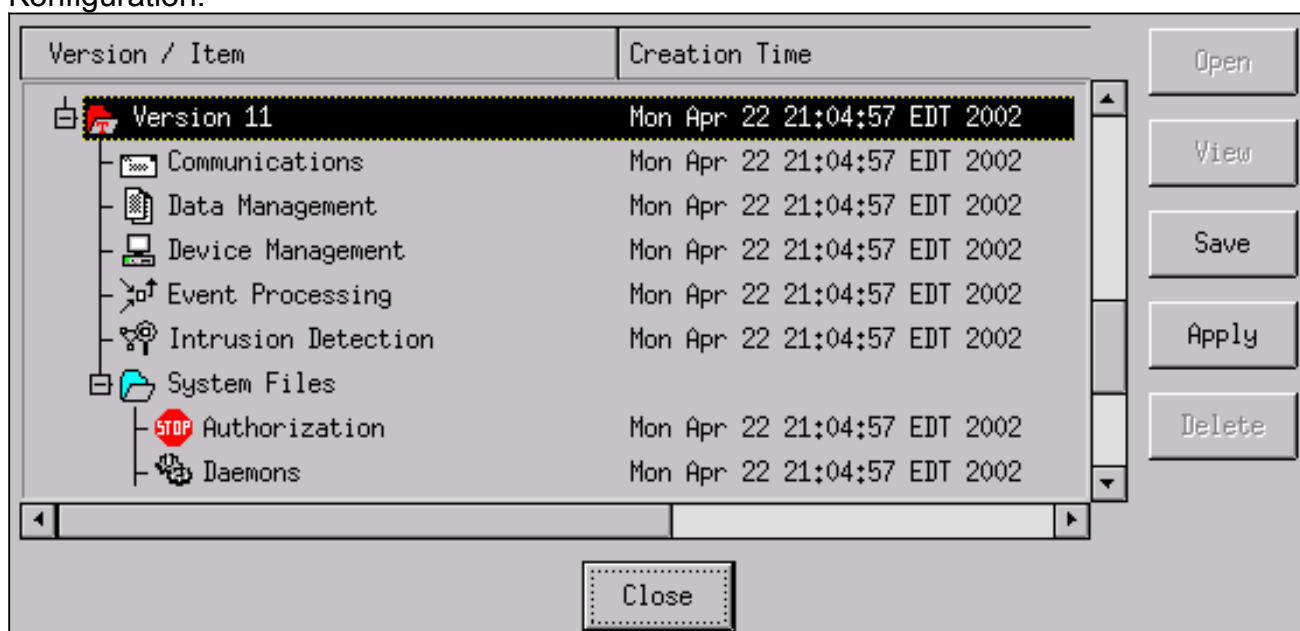 Konfiguration:
Version / Item Creation Time
Open
Version 11 Mon Apr 22 21:04:57 EDT 2002
Communications Mon Apr 22 21:04:57 EDT 2002
View
Data Management Mon Apr 22 21:04:57 EDT 2002
Device Management Mon Apr 22 21:04:57 EDT 2002
Save
Event Processing Mon Apr 22 21:04:57 EDT 2002
Intrusion Detection Mon Apr 22 21:04:57 EDT 2002
Apply
System Files
STOP Authorization Mon Apr 22 21:04:57 EDT 2002
Delete
Daemons Mon Apr 22 21:04:57 EDT 2002
Close